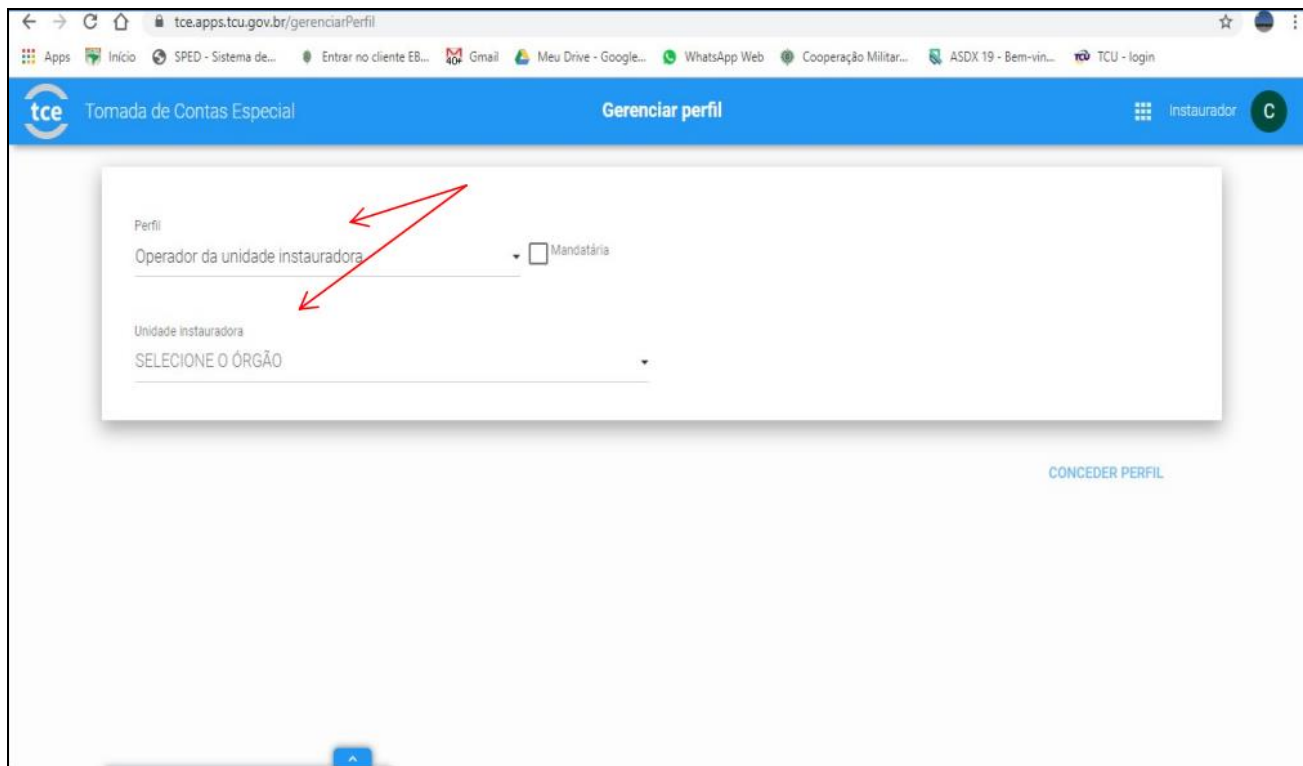 tce.apps.tcu.gov.br/gerenciarPerfil
Apps Início SPED - Sistema de... Entrar no cliente EB... 40+ Gmail Meu Drive - Google... WhatsApp Web Cooperação Militar... ASDX 19 - Bem-vin... TCU TCU - login
tce Tomada de Contas Especial Gerenciar perfil Instaurador C
Perfil
Operador da unidade instauradora Mandatária
Unidade instauradora
SELECIONE O ÓRGÃO
CONCEDER PERFIL